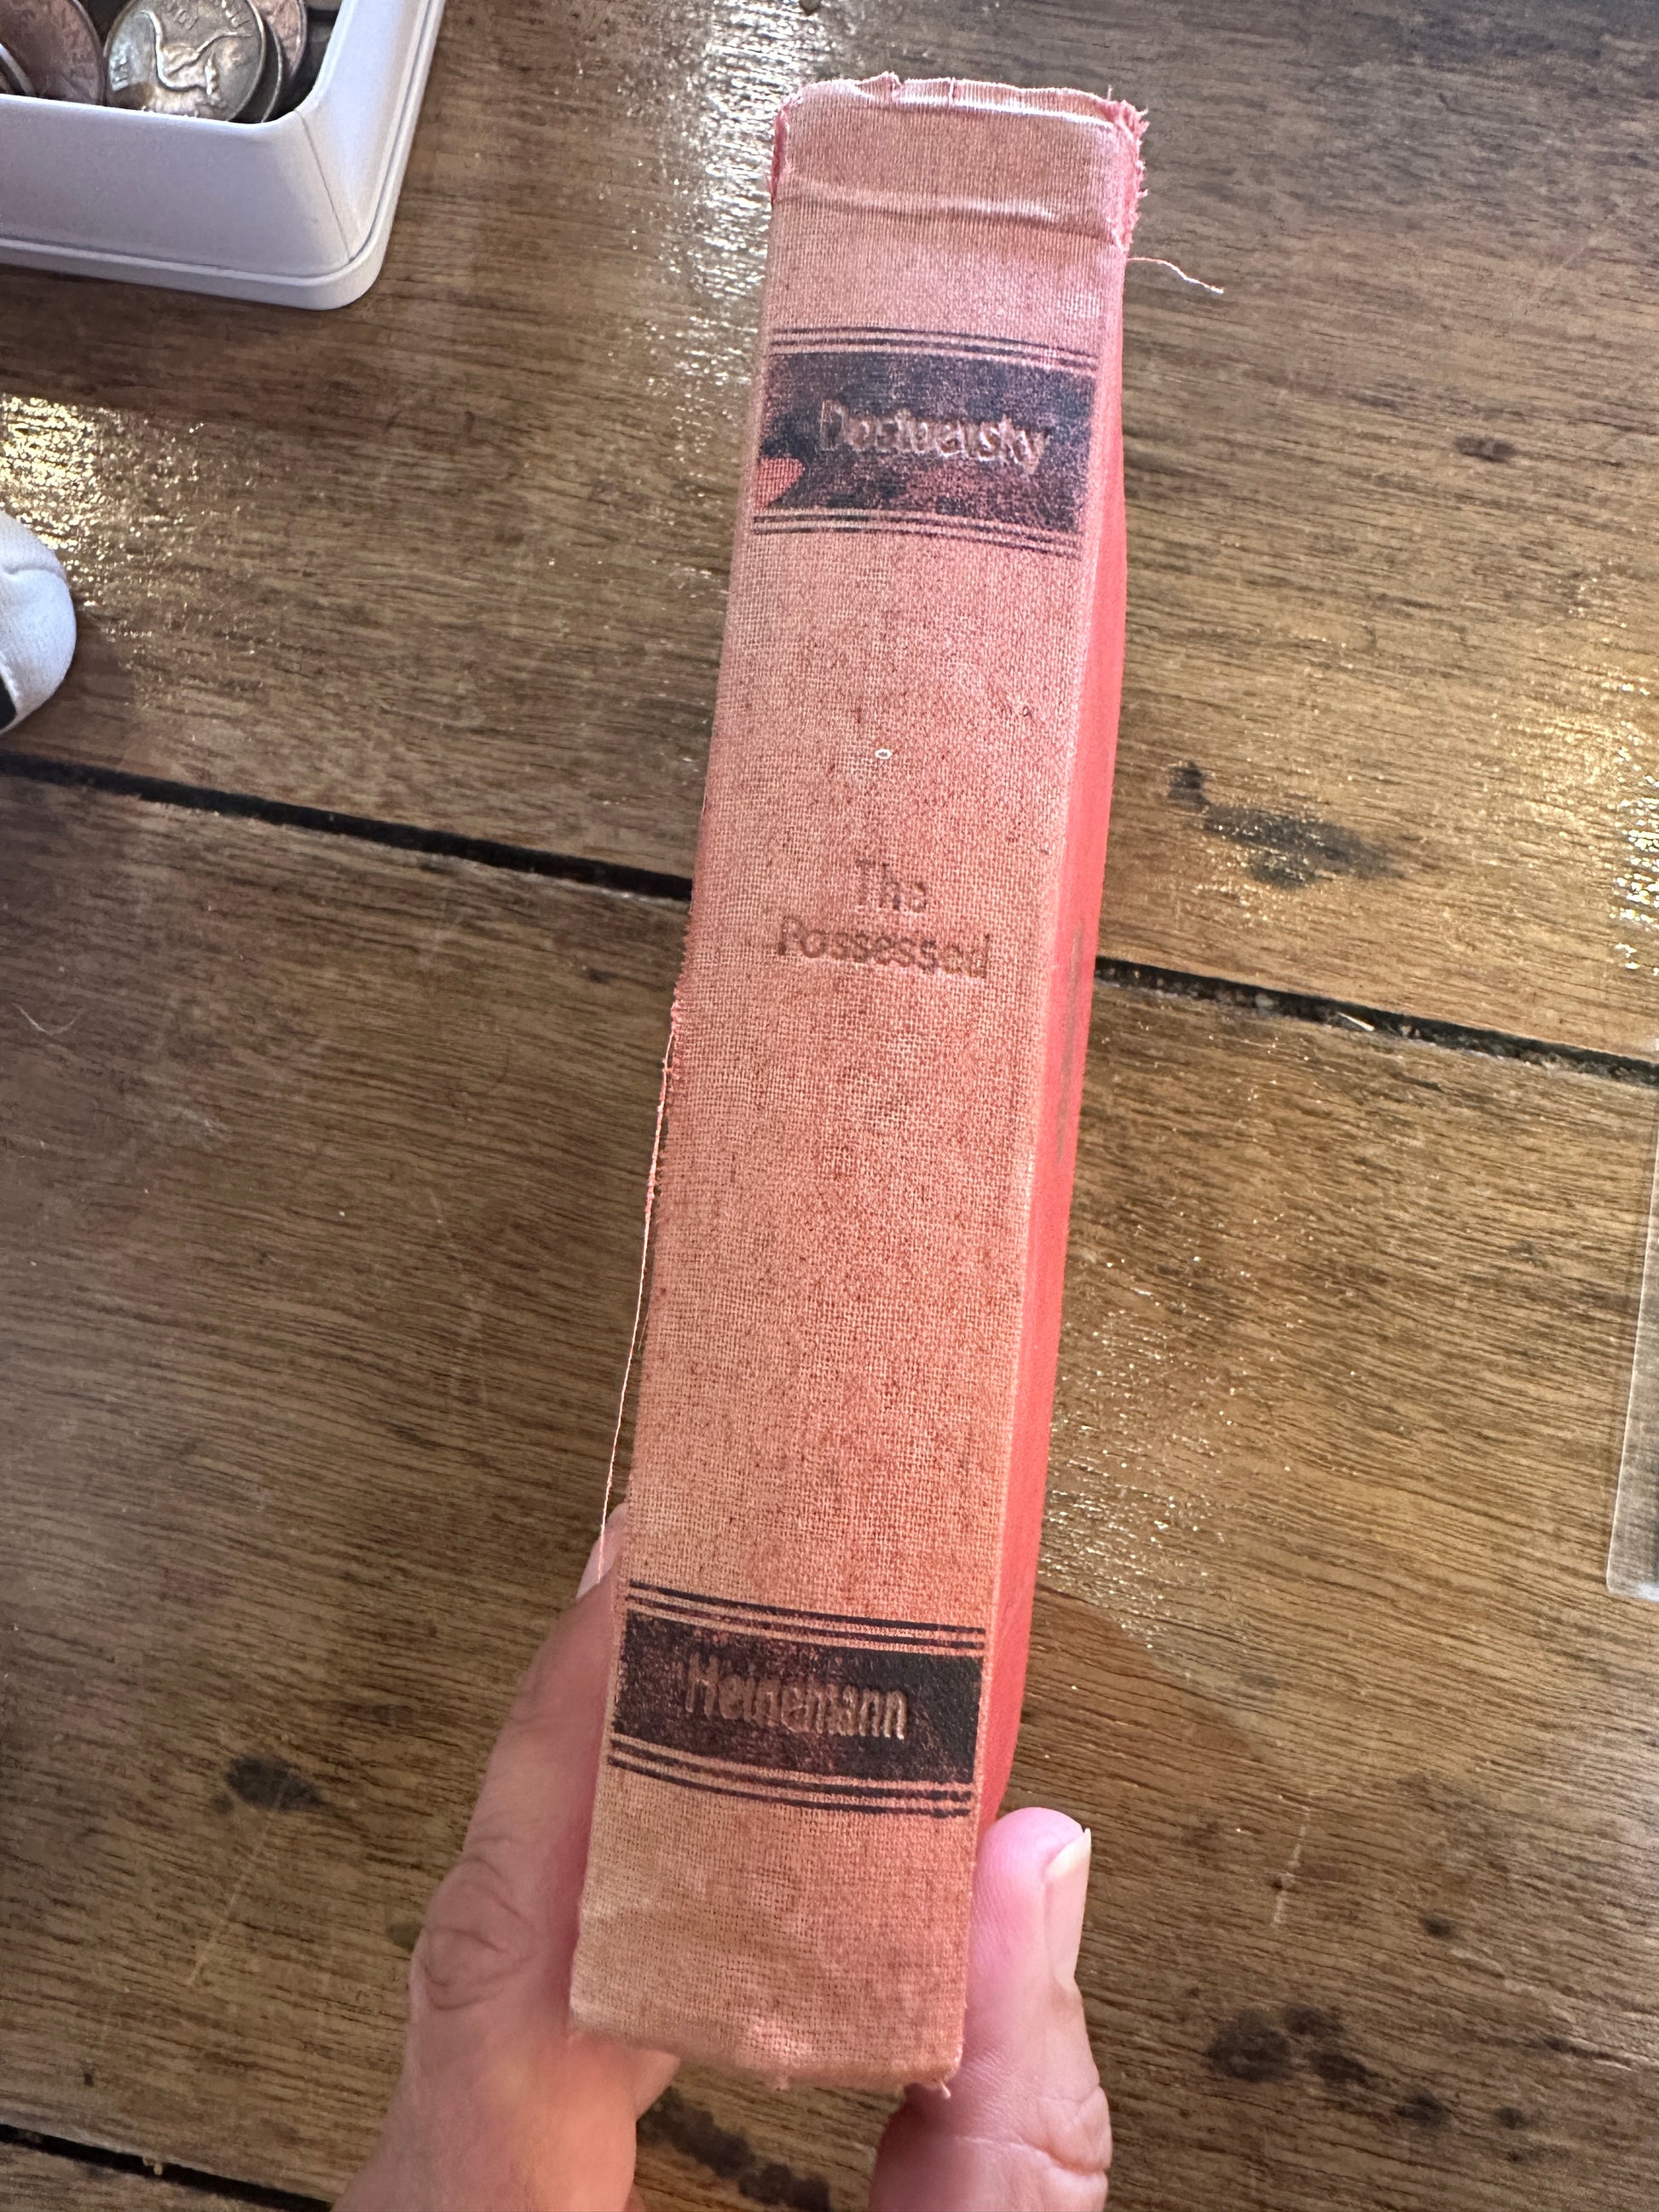 Dostoevsky
The
Possessed
Heinemann